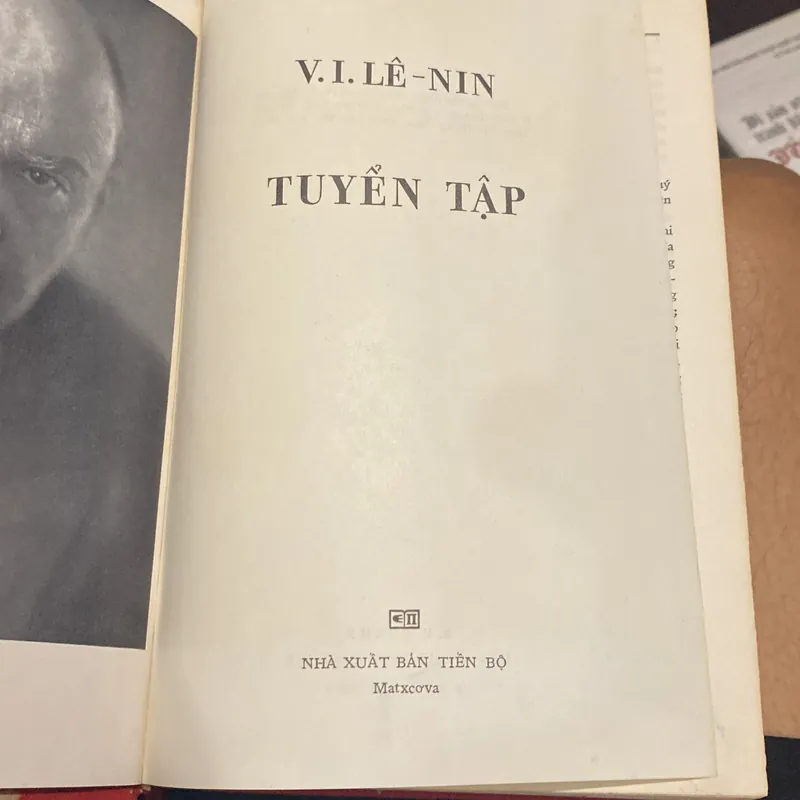 V. I. LÊ-NIN
TUYỂN TẬP
NHÀ XUẤT BẢN TIẾN BỘ
Matxcơva